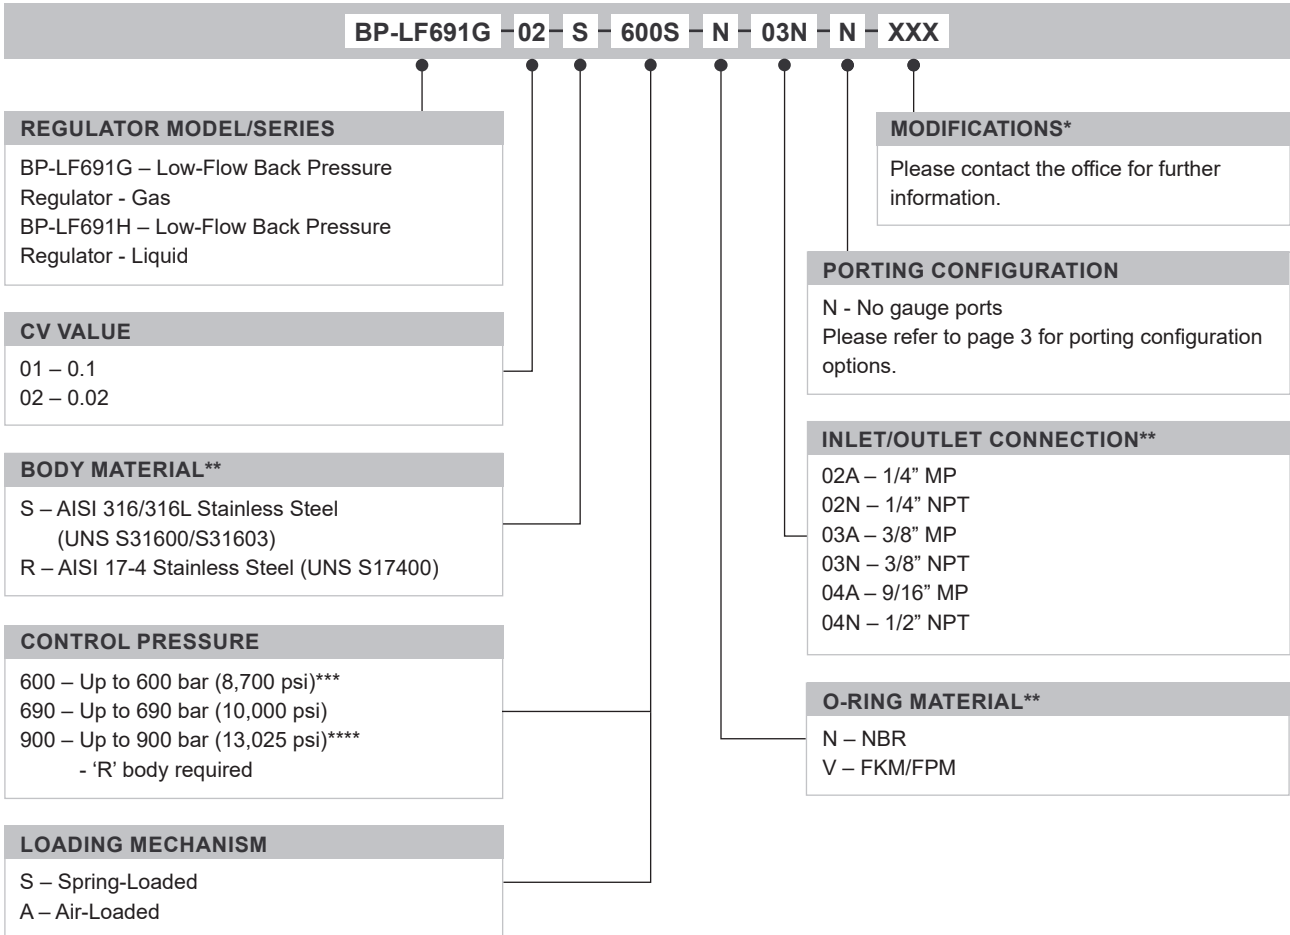 BP-LF691G 02 S 600S N 03N N XXX
REGULATOR MODEL/SERIES
BP-LF691G – Low-Flow Back Pressure
Regulator - Gas
BP-LF691H – Low-Flow Back Pressure
Regulator - Liquid
CV VALUE
01 – 0.1
02 – 0.02
BODY MATERIAL**
S – AISI 316/316L Stainless Steel
(UNS S31600/S31603)
R – AISI 17-4 Stainless Steel (UNS S17400)
CONTROL PRESSURE
600 – Up to 600 bar (8,700 psi)***
690 – Up to 690 bar (10,000 psi)
900 – Up to 900 bar (13,025 psi)****
- ‘R’ body required
LOADING MECHANISM
S – Spring-Loaded
A – Air-Loaded
MODIFICATIONS*
Please contact the office for further
information.
PORTING CONFIGURATION
N - No gauge ports
Please refer to page 3 for porting configuration
options.
INLET/OUTLET CONNECTION**
02A – 1/4” MP
02N – 1/4” NPT
03A – 3/8” MP
03N – 3/8” NPT
04A – 9/16” MP
04N – 1/2” NPT
O-RING MATERIAL**
N – NBR
V – FKM/FPM